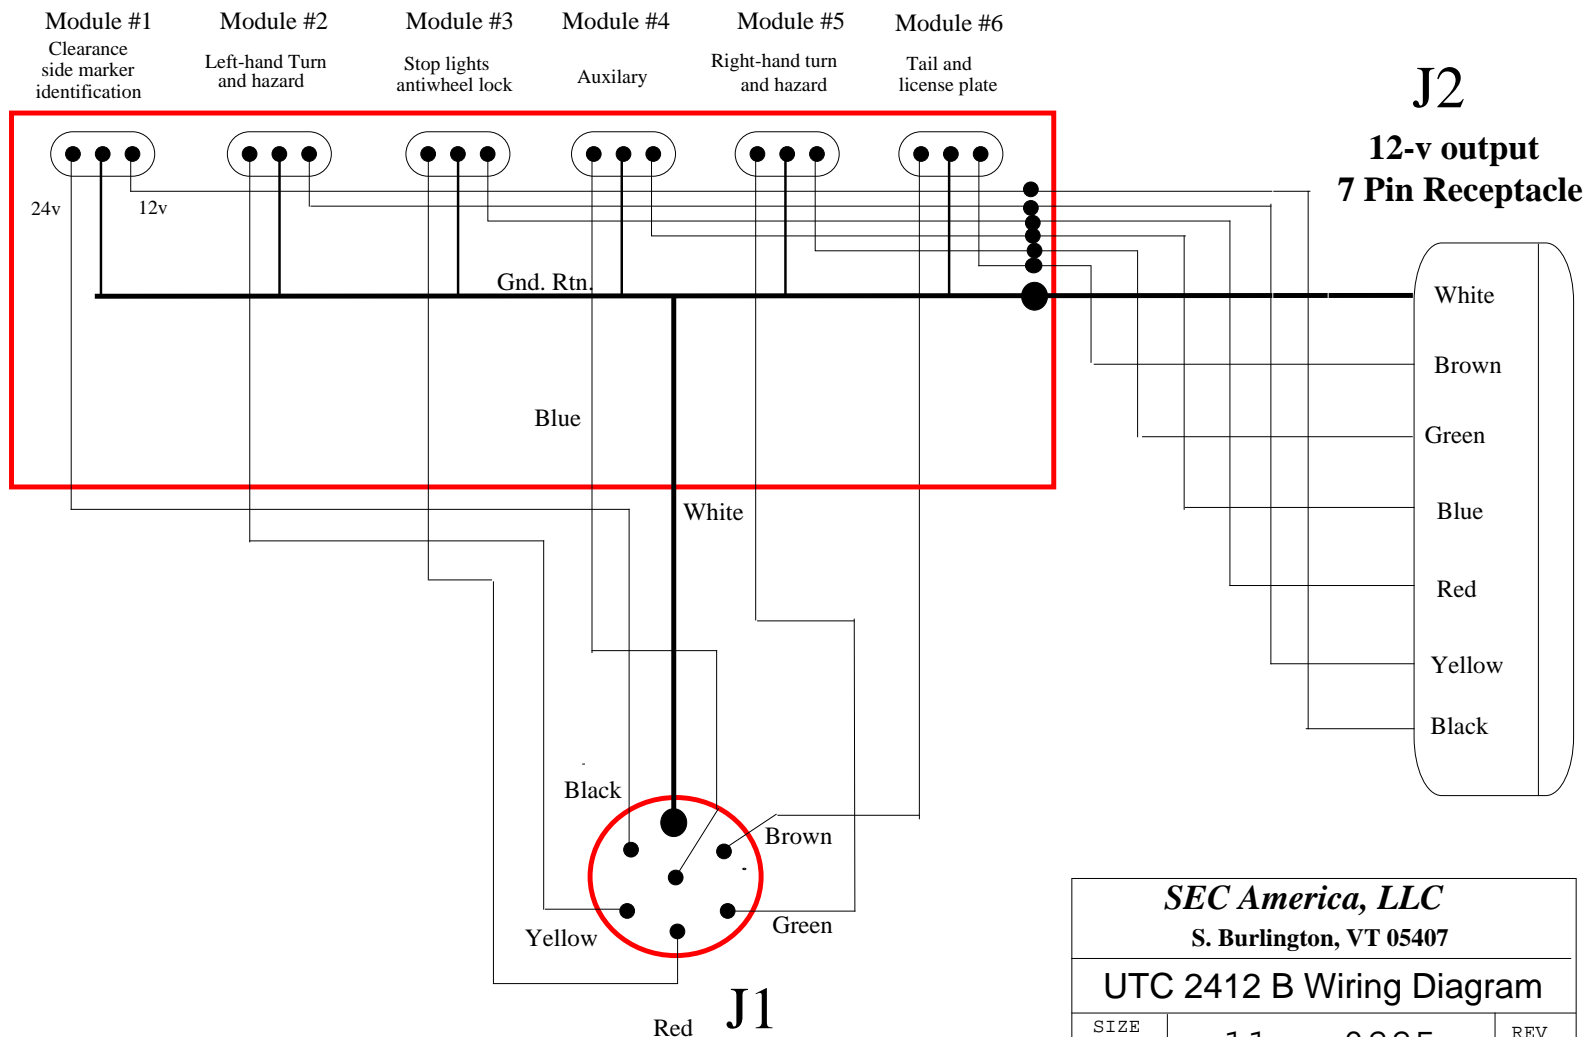 Module #1
Clearance
side marker
identification
Module #2
Left-hand Turn
and hazard
Module #3
Stop lights
antiwheel lock
Module #4
Auxilary
Module #5
Right-hand turn
and hazard
Module #6
Tail and
license plate
J2
12-v output
7 Pin Receptacle
24v
12v
Gnd. Rtn.
White
Brown
Green
Blue
Red
Yellow
Black
Blue
White
Black
Brown
Yellow
Green
Red
J1
SEC America, LLC
S. Burlington, VT 05407
UTC 2412 B Wiring Diagram
SIZE
REV